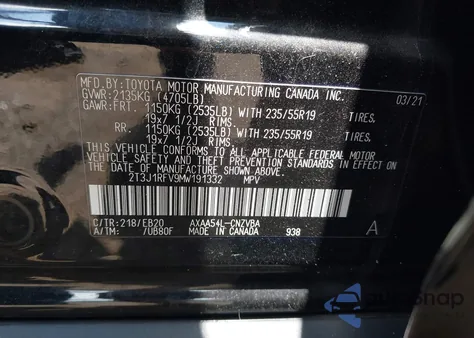 MFD.BY:TOYOTA MOTOR MANUFACTURING CANADA INC.
GVWR:2135KG (4705LB) 03/21
GAWR:FRT. 1150KG (2535LB) WITH 235/55R19 TIRES,
19x7 1/2J RIMS,
RR. 1150KG (2535LB) WITH 235/55R19 TIRES,
19x7 1/2J RIMS,
THIS VEHICLE CONFORMS TO ALL APPLICABLE FEDERAL MOTOR
VEHICLE SAFETY AND THEFT PREVENTION STANDARDS IN EFFECT
ON THE DATE OF MANUFACTURE SHOWN ABOVE.
2T3J1RFV9MW191332 MPV
C/TR:218/EB20 AXAA54L-CNZVBA A
A/TM: /UB80F MADE IN CANADA 938
autosnap